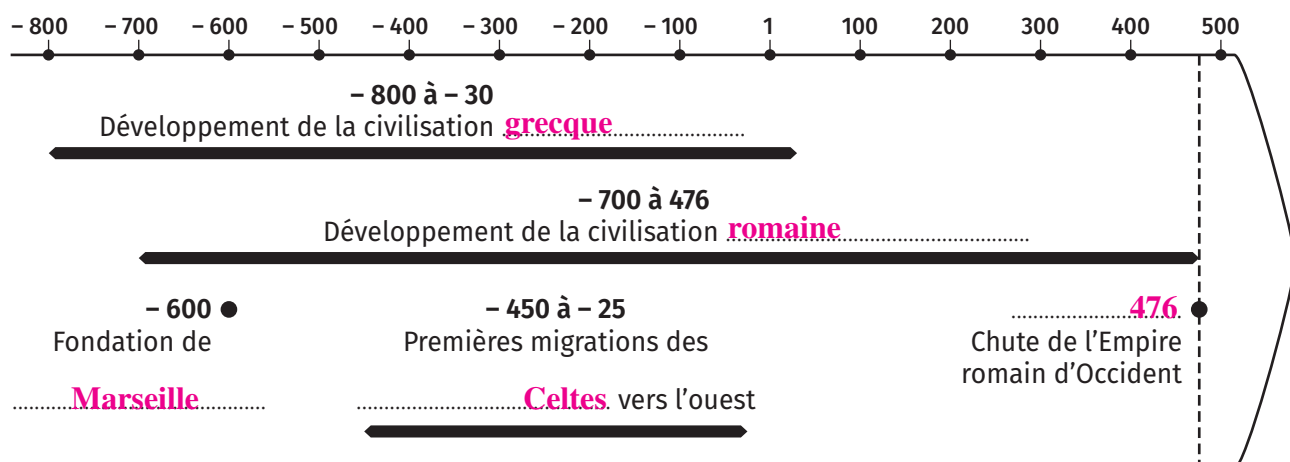 – 800 – 700 – 600 – 500 – 400 – 300 – 200 – 100 1 100 200 300 400 500
– 800 à – 30
Développement de la civilisation grecque
– 700 à 476
Développement de la civilisation romaine
– 600
Fondation de
Marseille
– 450 à – 25
Premières migrations des
Celtes vers l’ouest
476
Chute de l’Empire
romain d’Occident